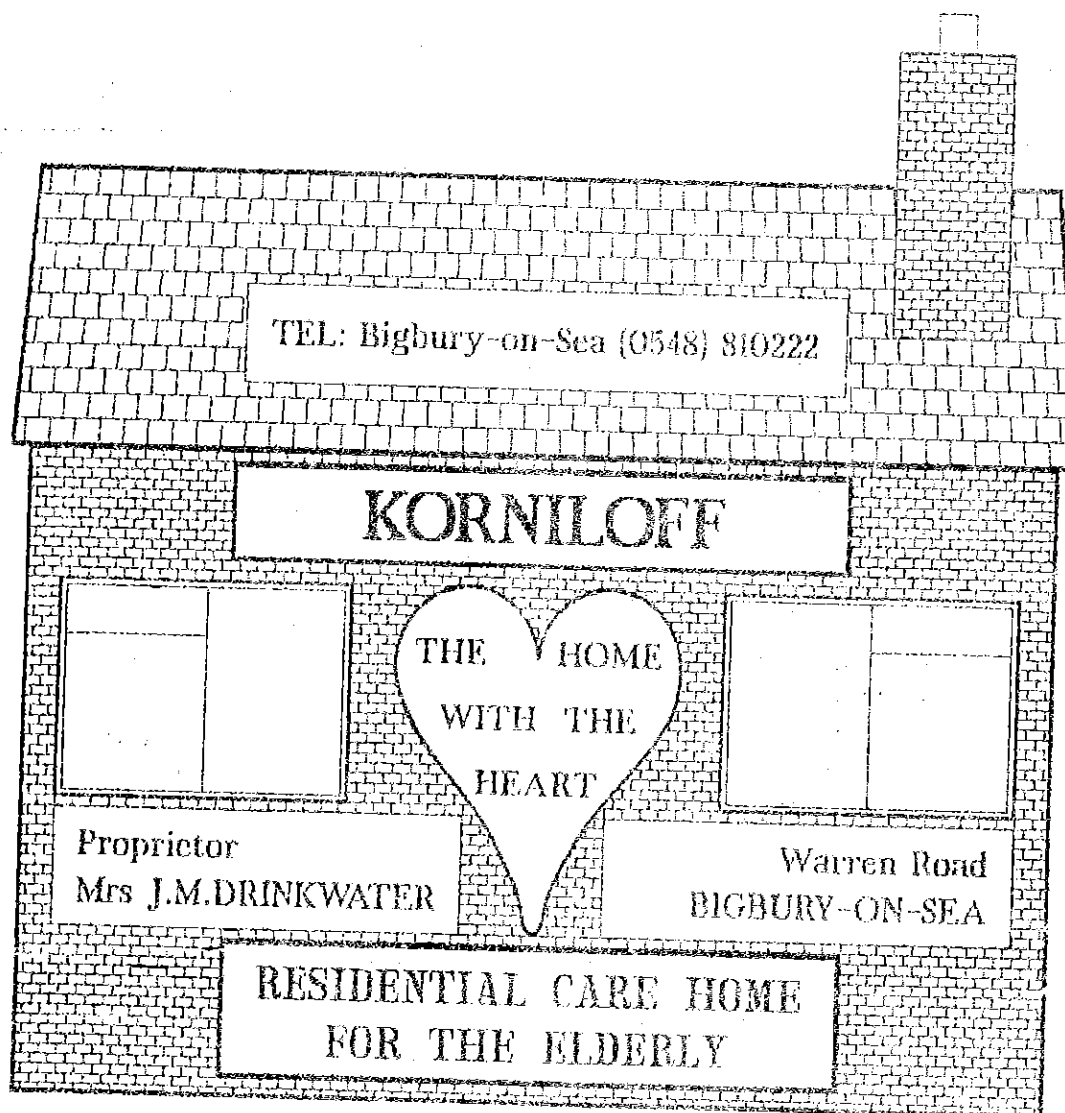 TEL: Bigbury-on-Sea (0548) 810222
KORNILOFF
THE HOME
WITH THE
HEART
Proprietor
Mrs J.M.DRINKWATER
Warren Road
BIGBURY-ON-SEA
RESIDENTIAL CARE HOME
FOR THE ELDERLY